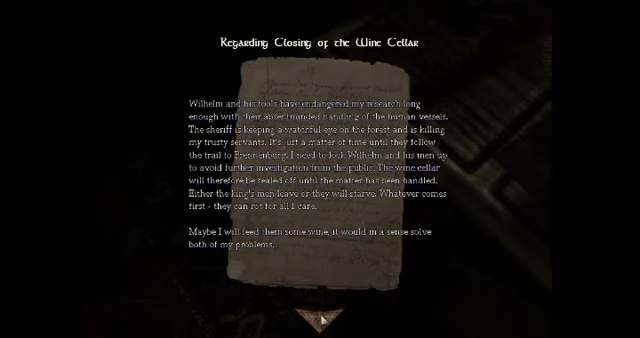 Regarding Closing of the Wine Cellar
Wilhelm and his fools have endangered my research long
enough with their absentminded handling of the human vessels.
The sheriff is keeping a watchful eye on the forest and is killing
my trusty servants. It's just a matter of time until they follow
the trail to Brennenburg. I need to lock Wilhelm and his men up
to avoid further investigation from the public. The wine cellar
will therefore be sealed off until the matter has been handled.
Either the king's men leave or they will starve. Whatever comes
first - they can rot for all I care.
Maybe I will feed them some wine, it would in a sense solve
both of my problems.